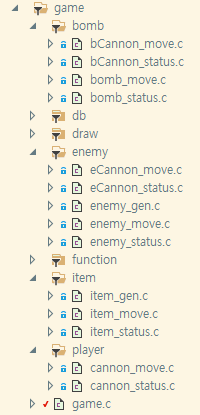 game
bomb
bCannon_move.c
bCannon_status.c
bomb_move.c
bomb_status.c
db
draw
enemy
eCannon_move.c
eCannon_status.c
enemy_gen.c
enemy_move.c
enemy_status.c
function
item
item_gen.c
item_move.c
item_status.c
player
cannon_move.c
cannon_status.c
game.c